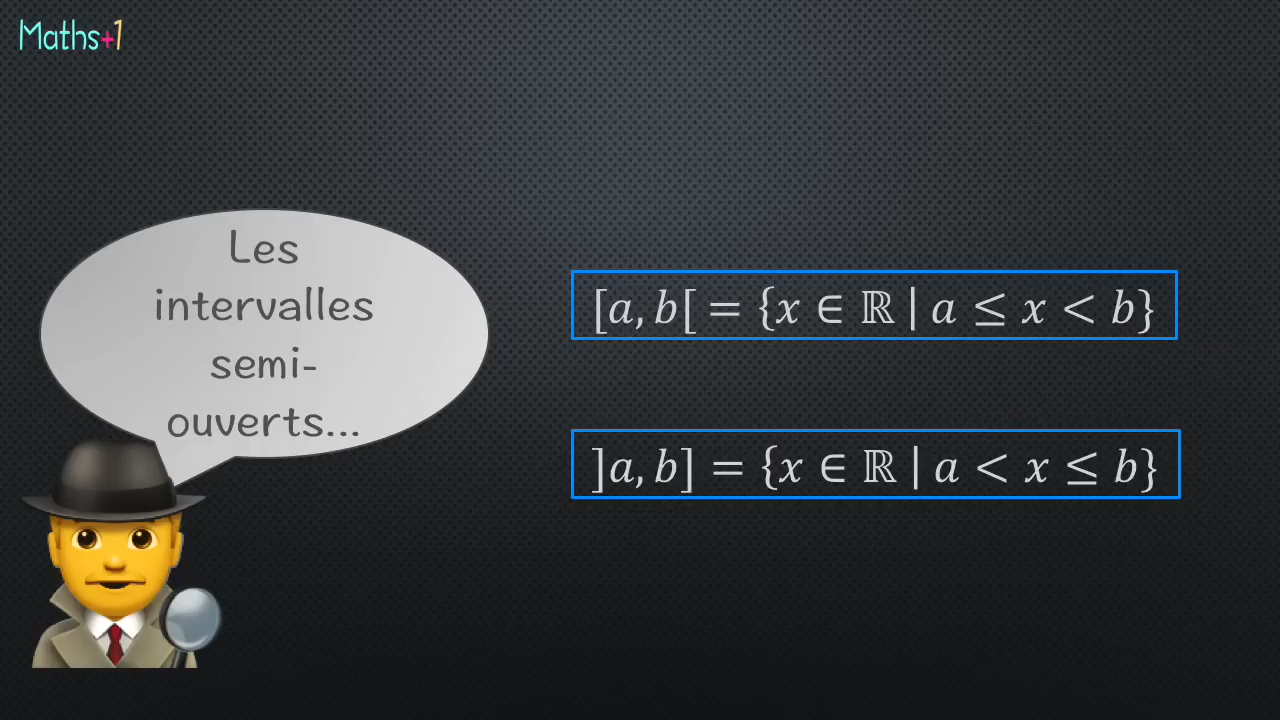 Maths+1
Les
intervalles
semi-
ouverts...
[a, b[ = {x ∈ ℝ | a ≤ x < b}
]a, b] = {x ∈ ℝ | a < x ≤ b}